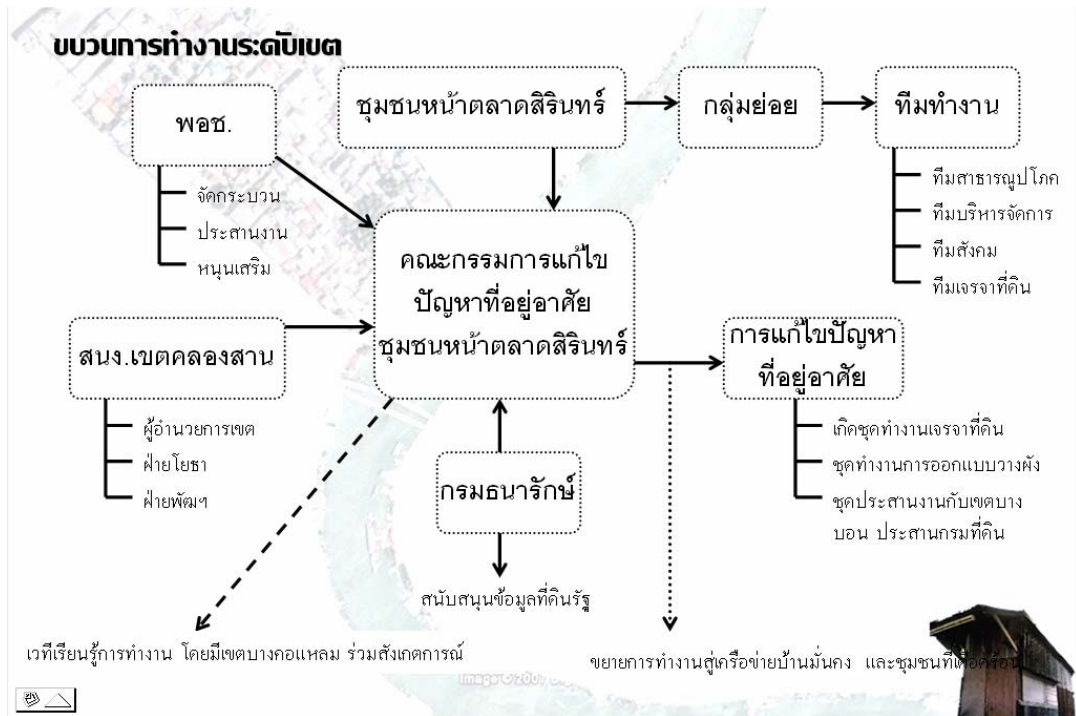 ขบวนการทำงานระดับเขต
พอช.
จัดกระบวน
ประสานงาน
หนุนเสริม
ชุมชนหน้าตลาดสิรินทร์
กลุ่มย่อย
ทีมทำงาน
ทีมสาธารณูปโภค
ทีมบริหารจัดการ
ทีมสังคม
ทีมเจรจาที่ดิน
คณะกรรมการแก้ไข
ปัญหาที่อยู่อาศัย
ชุมชนหน้าตลาดสิรินทร์
สนง.เขตคลองสาน
ผู้อำนวยการเขต
ฝ่ายโยธา
ฝ่ายพัฒฯ
การแก้ไขปัญหา
ที่อยู่อาศัย
เกิดชุดทำงานเจรจาที่ดิน
ชุดทำงานการออกแบบวางผัง
ชุดประสานงานกับเขตบาง
บอน ประสานกรมที่ดิน
กรมธนารักษ์
สนับสนุนข้อมูลที่ดินรัฐ
เวทีเรียนรู้การทำงาน โดยมีเขตบางคอแหลม ร่วมสังเกตการณ์
ขยายการทำงานสู่เครือข่ายบ้านมั่นคง และชุมชนที่เดือดร้อน
Image © 200